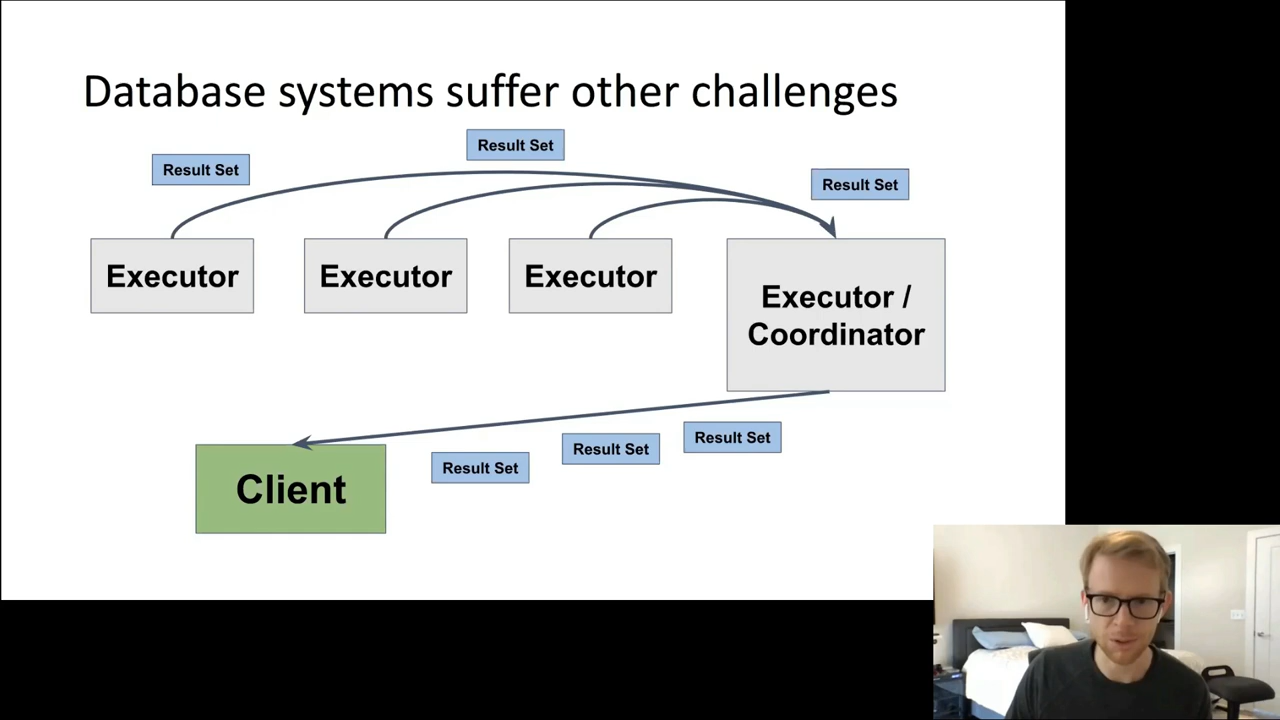 Database systems suffer other challenges
Result Set
Result Set
Result Set
Executor
Executor
Executor
Executor /
Coordinator
Result Set
Result Set
Result Set
Client